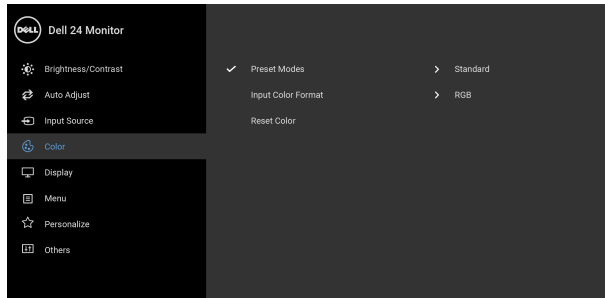 DELL Dell 24 Monitor
Brightness/Contrast Preset Modes Standard
Auto Adjust Input Color Format RGB
Input Source Reset Color
Color
Display
Menu
Personalize
Others